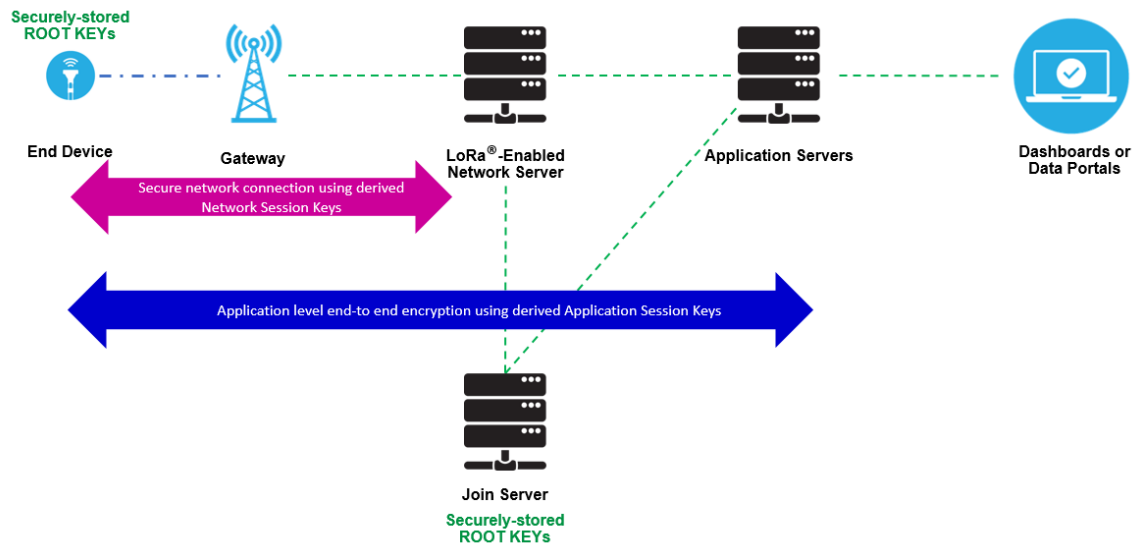 Securely-stored
ROOT KEYs
End Device
Gateway
LoRa®-Enabled
Network Server
Application Servers
Dashboards or
Data Portals
Secure network connection using derived
Network Session Keys
Application level end-to end encryption using derived Application Session Keys
Join Server
Securely-stored
ROOT KEYs